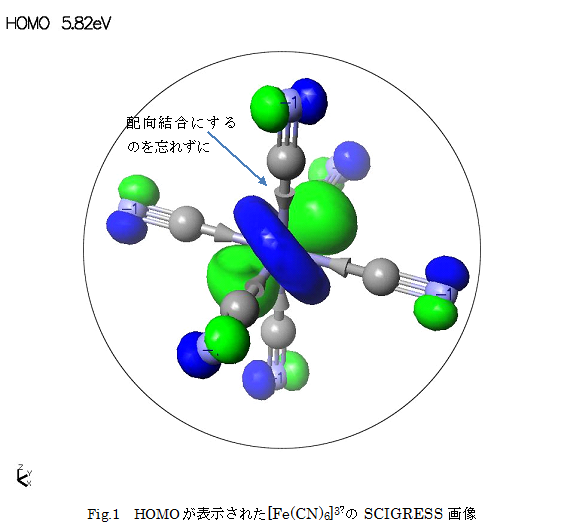 HOMO 5.82eV
配向結合にする
のを忘れずに
-1
-1
-1
-1
Z
Y
X
Fig.1 HOMOが表示された[Fe(CN)₆]³⁻の SCIGRESS 画像